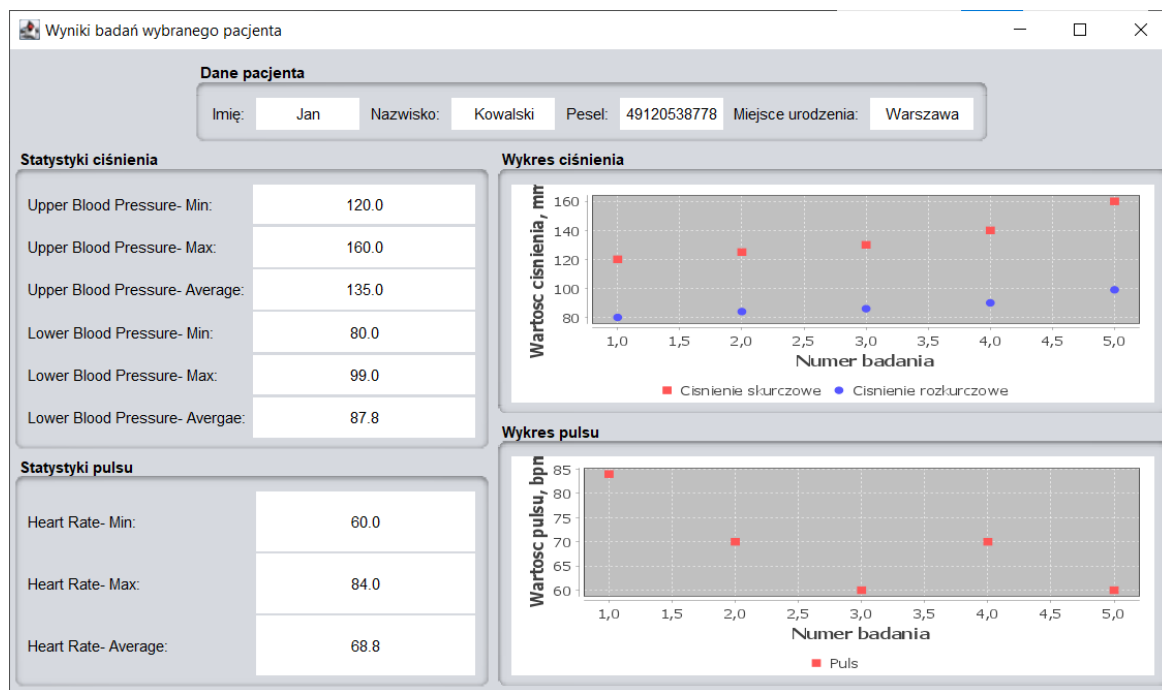 Wyniki badań wybranego pacjenta
Dane pacjenta
Imię: Jan Nazwisko: Kowalski Pesel: 49120538778 Miejsce urodzenia: Warszawa
Statystyki ciśnienia
Upper Blood Pressure- Min: 120.0
Upper Blood Pressure- Max: 160.0
Upper Blood Pressure- Average: 135.0
Lower Blood Pressure- Min: 80.0
Lower Blood Pressure- Max: 99.0
Lower Blood Pressure- Avergae: 87.8
Statystyki pulsu
Heart Rate- Min: 60.0
Heart Rate- Max: 84.0
Heart Rate- Average: 68.8
Wykres ciśnienia
Wartosc cisnienia, mm
160
140
120
100
80
1,0 1,5 2,0 2,5 3,0 3,5 4,0 4,5 5,0
Numer badania
Cisnienie skurczowe Cisnienie rozkurczowe
Wykres pulsu
Wartosc pulsu, bpm
85
80
75
70
65
60
1,0 1,5 2,0 2,5 3,0 3,5 4,0 4,5 5,0
Numer badania
Puls